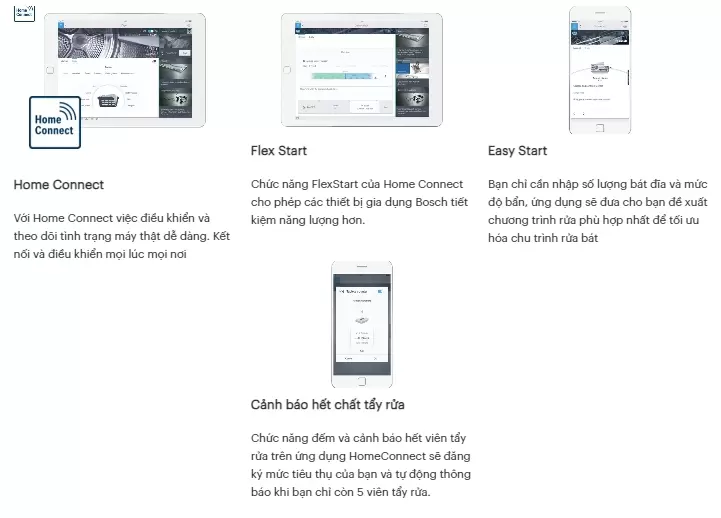 Home
Connect
Home
Connect
Home Connect
Với Home Connect việc điều khiển và
theo dõi tình trạng máy thật dễ dàng. Kết
nối và điều khiển mọi lúc mọi nơi
Flex Start
Chức năng FlexStart của Home Connect
cho phép các thiết bị gia dụng Bosch tiết
kiệm năng lượng hơn.
Easy Start
Bạn chỉ cần nhập số lượng bát đĩa và mức
độ bẩn, ứng dụng sẽ đưa cho bạn đề xuất
chương trình rửa phù hợp nhất để tối ưu
hóa chu trình rửa bát
Cảnh báo hết chất tẩy rửa
Chức năng đếm và cảnh báo hết viên tẩy
rửa trên ứng dụng HomeConnect sẽ đăng
ký mức tiêu thụ của bạn và tự động thông
báo khi bạn chỉ còn 5 viên tẩy rửa.